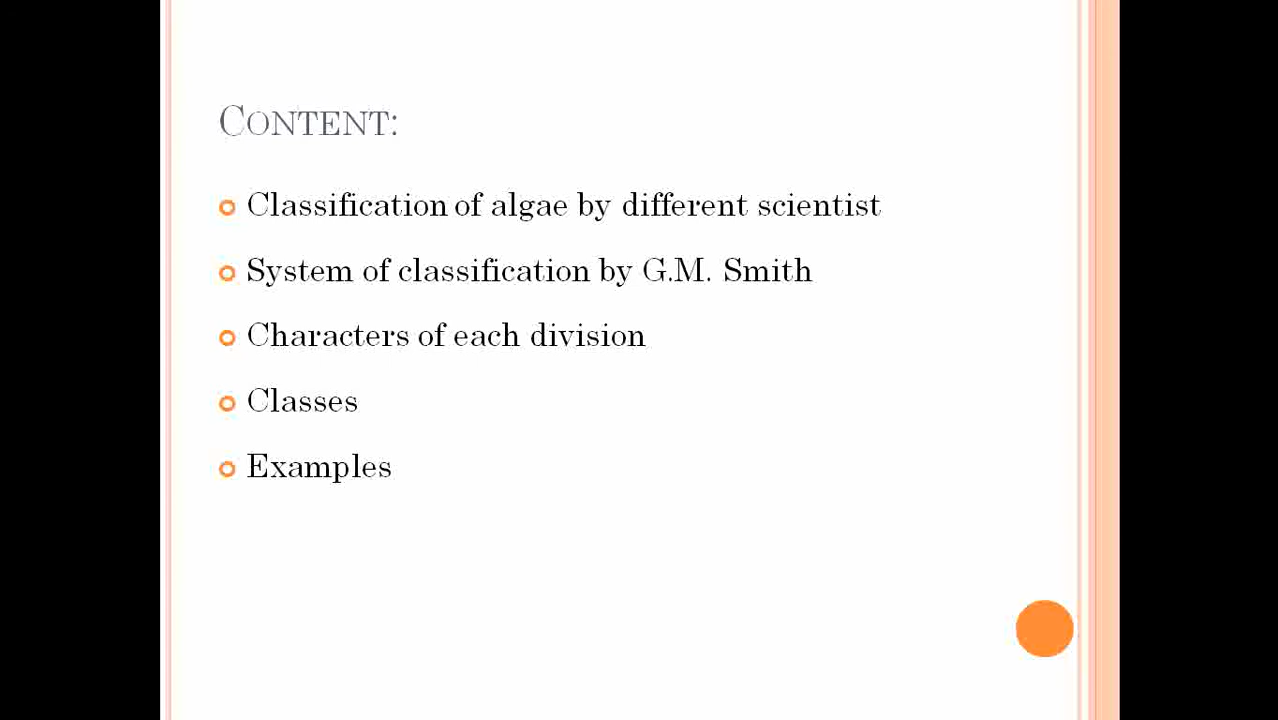 Content:
Classification of algae by different scientist
System of classification by G.M. Smith
Characters of each division
Classes
Examples